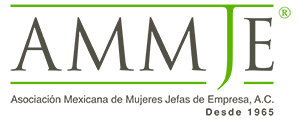 AMMJE®
Asociación Mexicana de Mujeres Jefas de Empresa, A.C.
Desde 1965